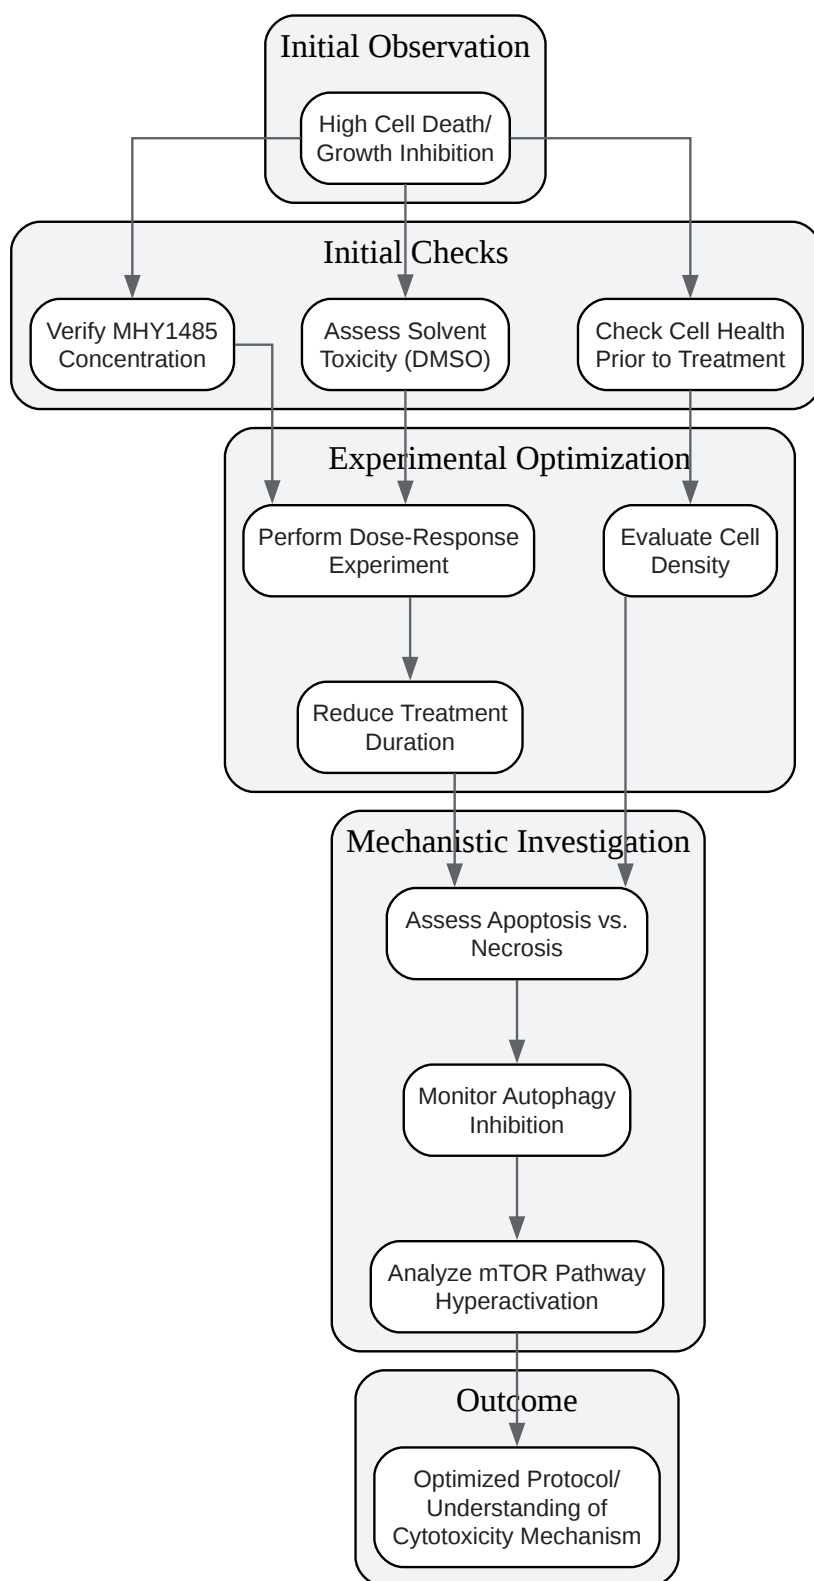 Initial Observation
High Cell Death/
Growth Inhibition
Initial Checks
Verify MHY1485
Concentration
Assess Solvent
Toxicity (DMSO)
Check Cell Health
Prior to Treatment
Experimental Optimization
Perform Dose-Response
Experiment
Evaluate Cell
Density
Reduce Treatment
Duration
Mechanistic Investigation
Assess Apoptosis vs.
Necrosis
Monitor Autophagy
Inhibition
Analyze mTOR Pathway
Hyperactivation
Outcome
Optimized Protocol/
Understanding of
Cytotoxicity Mechanism